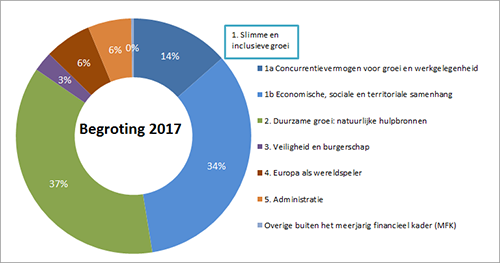 0%
14%
34%
37%
3%
6%
6%
Begroting 2017
1. Slimme en
inclusieve groei
1a Concurrentievermogen voor groei en werkgelegenheid
1b Economische, sociale en territoriale samenhang
2. Duurzame groei: natuurlijke hulpbronnen
3. Veiligheid en burgerschap
4. Europa als wereldspeler
5. Administratie
Overige buiten het meerjarig financieel kader (MFK)